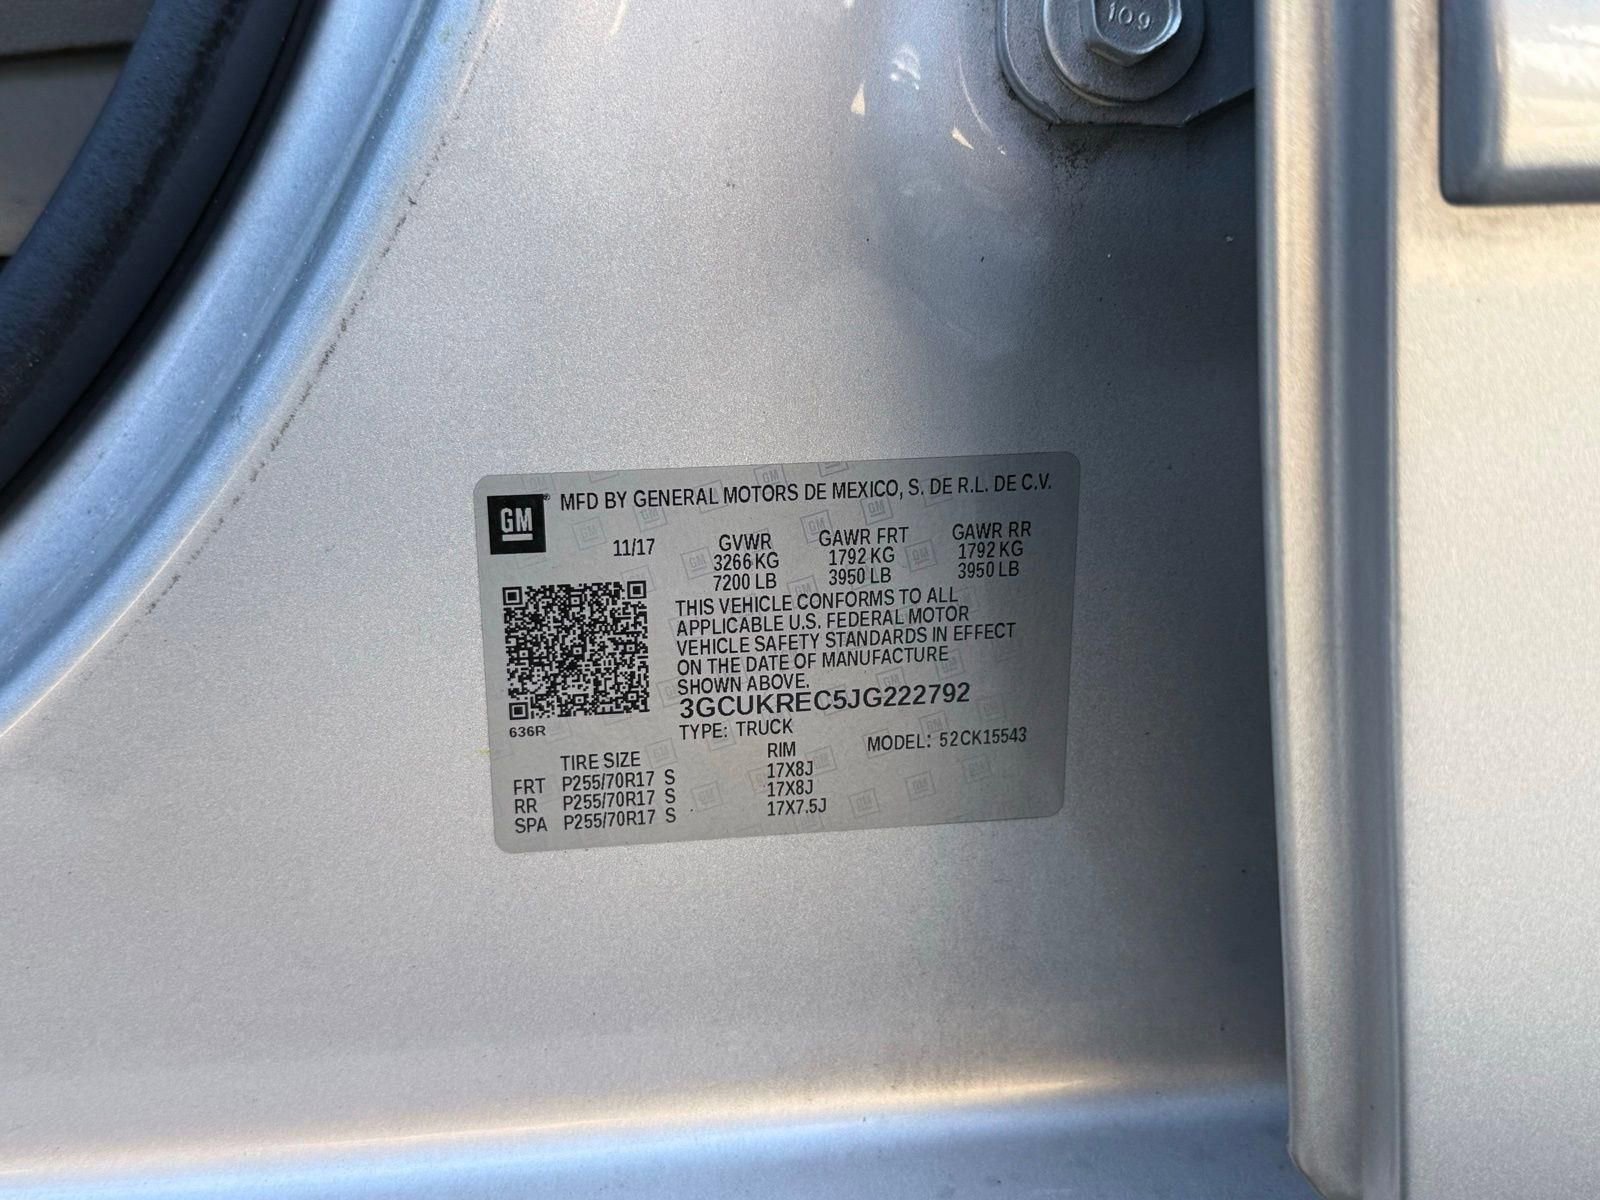 109
GM® MFD BY GENERAL MOTORS DE MEXICO, S. DE R.L. DE C.V.
11/17 GVWR GAWR FRT GAWR RR
3266 KG 1792 KG 1792 KG
7200 LB 3950 LB 3950 LB
THIS VEHICLE CONFORMS TO ALL
APPLICABLE U.S. FEDERAL MOTOR
VEHICLE SAFETY STANDARDS IN EFFECT
ON THE DATE OF MANUFACTURE
SHOWN ABOVE.
3GCUKREC5JG222792
636R TYPE: TRUCK MODEL: 52CK15543
TIRE SIZE RIM
FRT P255/70R17 S 17X8J
RR P255/70R17 S 17X8J
SPA P255/70R17 S 17X7.5J